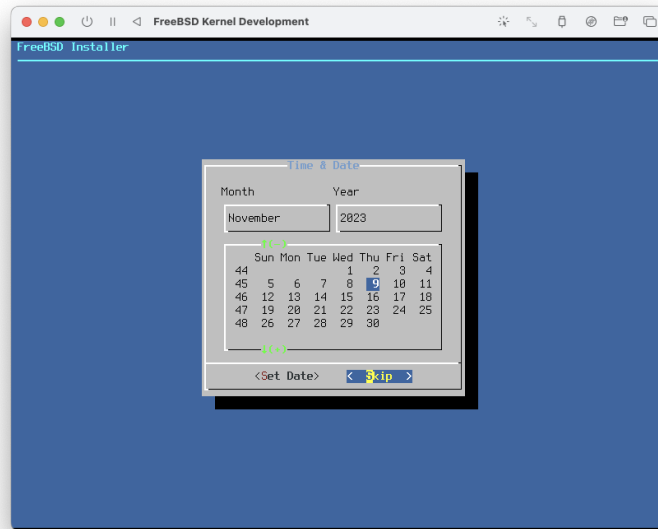 FreeBSD Kernel Development
FreeBSD Installer
Time & Date
Month Year
November 2023
Sun Mon Tue Wed Thu Fri Sat
44 1 2 3 4
45 5 6 7 8 9 10 11
46 12 13 14 15 16 17 18
47 19 20 21 22 23 24 25
48 26 27 28 29 30
<Set Date> < Skip >